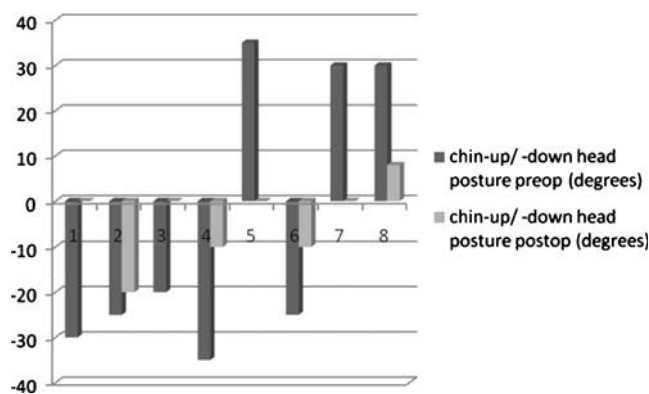 40
30
20
10
0
-10
-20
-30
-40
1 2 3 4 5 6 7 8
chin-up/ -down head
posture preop (degrees)
chin-up/ -down head
posture postop (degrees)